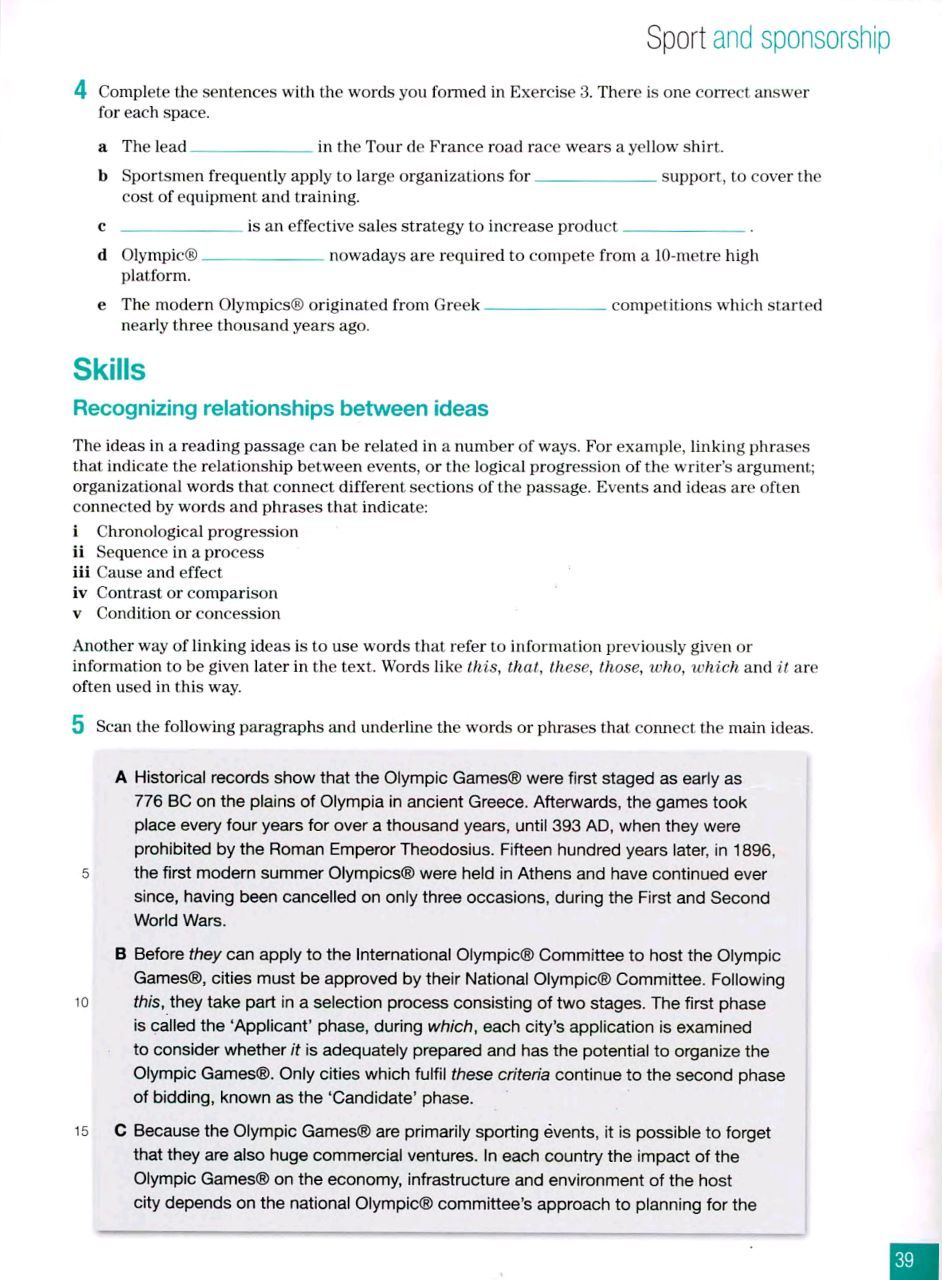 Sport and sponsorship
4 Complete the sentences with the words you formed in Exercise 3. There is one correct answer
for each space.
a The lead ____________ in the Tour de France road race wears a yellow shirt.
b Sportsmen frequently apply to large organizations for ____________ support, to cover the
cost of equipment and training.
c ____________ is an effective sales strategy to increase product ____________ .
d Olympic® ____________ nowadays are required to compete from a 10-metre high
platform.
e The modern Olympics® originated from Greek ____________ competitions which started
nearly three thousand years ago.
Skills
Recognizing relationships between ideas
The ideas in a reading passage can be related in a number of ways. For example, linking phrases
that indicate the relationship between events, or the logical progression of the writer's argument;
organizational words that connect different sections of the passage. Events and ideas are often
connected by words and phrases that indicate:
i Chronological progression
ii Sequence in a process
iii Cause and effect
iv Contrast or comparison
v Condition or concession
Another way of linking ideas is to use words that refer to information previously given or
information to be given later in the text. Words like this, that, these, those, who, which and it are
often used in this way.
5 Scan the following paragraphs and underline the words or phrases that connect the main ideas.
A Historical records show that the Olympic Games® were first staged as early as
776 BC on the plains of Olympia in ancient Greece. Afterwards, the games took
place every four years for over a thousand years, until 393 AD, when they were
prohibited by the Roman Emperor Theodosius. Fifteen hundred years later, in 1896,
5 the first modern summer Olympics® were held in Athens and have continued ever
since, having been cancelled on only three occasions, during the First and Second
World Wars.
B Before they can apply to the International Olympic® Committee to host the Olympic
Games®, cities must be approved by their National Olympic® Committee. Following
10 this, they take part in a selection process consisting of two stages. The first phase
is called the 'Applicant' phase, during which, each city's application is examined
to consider whether it is adequately prepared and has the potential to organize the
Olympic Games®. Only cities which fulfil these criteria continue to the second phase
of bidding, known as the 'Candidate' phase.
15 C Because the Olympic Games® are primarily sporting events, it is possible to forget
that they are also huge commercial ventures. In each country the impact of the
Olympic Games® on the economy, infrastructure and environment of the host
city depends on the national Olympic® committee's approach to planning for the
39